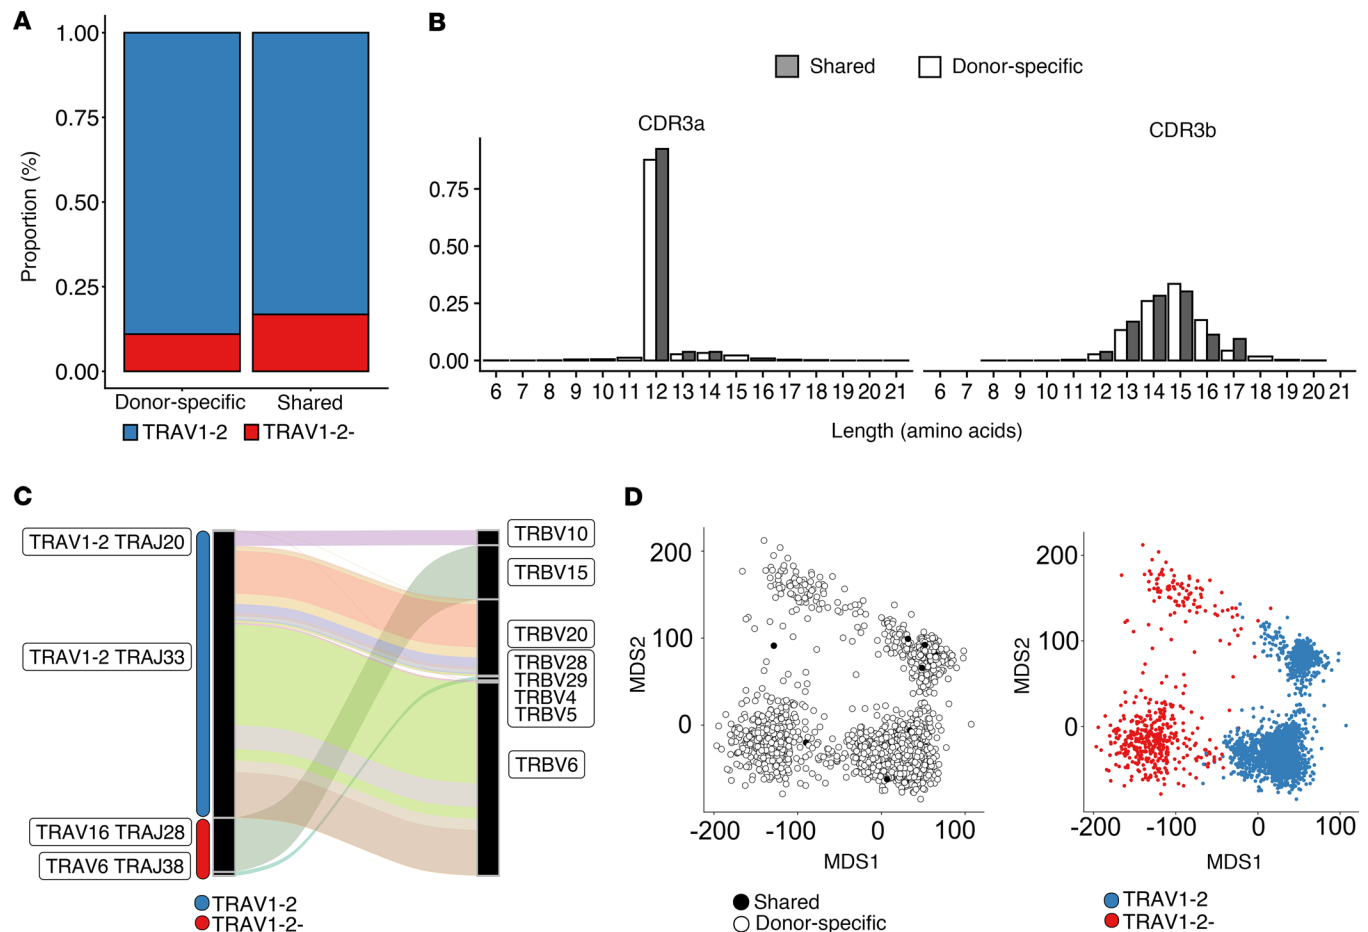 A
1.00
0.75
0.50
0.25
0.00
Proportion (%)
Donor-specific Shared
TRAV1-2 TRAV1-2-
B
Shared Donor-specific
CDR3a CDR3b
0.75
0.50
0.25
0.00
6 7 8 9 10 11 12 13 14 15 16 17 18 19 20 21
6 7 8 9 10 11 12 13 14 15 16 17 18 19 20 21
Length (amino acids)
C
TRAV1-2 TRAJ20
TRAV1-2 TRAJ33
TRAV16 TRAJ28
TRAV6 TRAJ38
TRBV10
TRBV15
TRBV20
TRBV28
TRBV29
TRBV4
TRBV5
TRBV6
TRAV1-2
TRAV1-2-
D
200
100
0
MDS2
-200 -100 0 100
MDS1
Shared
Donor-specific
200
100
0
MDS2
-200 -100 0 100
MDS1
TRAV1-2
TRAV1-2-